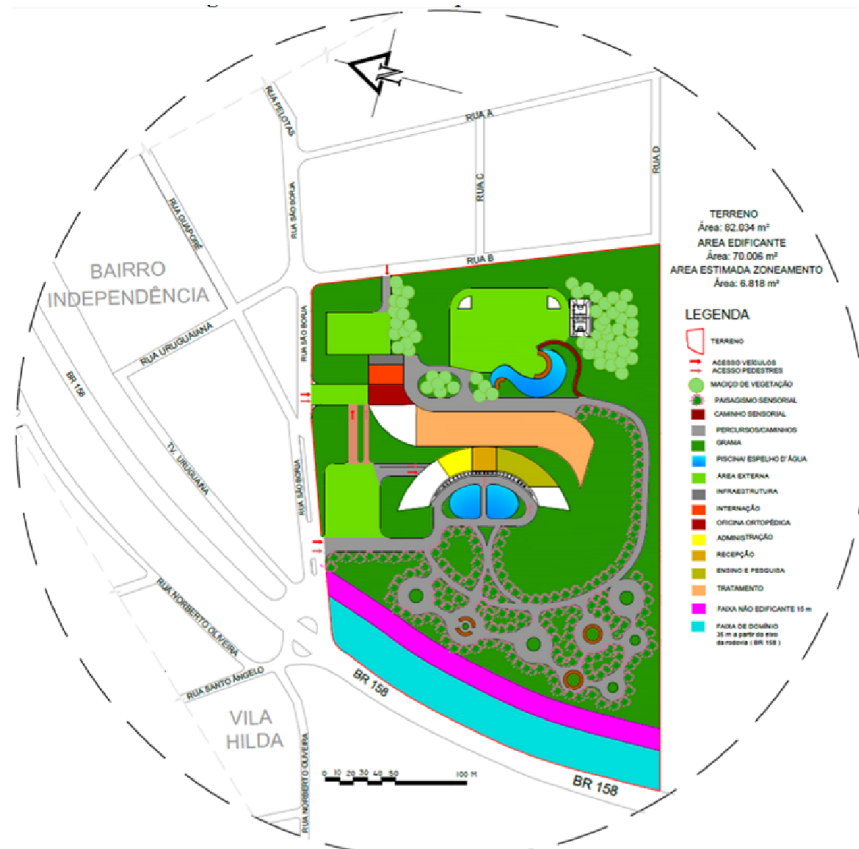 N
RUA PELOTAS
RUA A
RUA GUAPORÉ
RUA SÃO BORJA
RUA C
RUA D
RUA B
BAIRRO
INDEPENDÊNCIA
RUA URUGUAIANA
RUA SÃO BORJA
BR 158
TV. URUGUAIANA
RUA SÃO BORJA
RUA NORBERTO OLIVEIRA
RUA SANTO ÂNGELO
VILA
HILDA
RUA NORBERTO OLIVEIRA
BR 158
BR 158
0 10 20 30 40 50 100 M
TERRENO
Área: 82.034 m²
AREA EDIFICANTE
Área: 70.006 m²
AREA ESTIMADA ZONEAMENTO
Área: 6.818 m²
LEGENDA
TERRENO
ACESSO VEÍCULOS
ACESSO PEDESTRES
MACIÇO DE VEGETAÇÃO
PAISAGISMO SENSORIAL
CAMINHO SENSORIAL
PERCURSOS/CAMINHOS
GRAMA
PISCINA/ ESPELHO D'ÁGUA
ÁREA EXTERNA
INFRAESTRUTURA
INTERNAÇÃO
OFICINA ORTOPÉDICA
ADMINISTRAÇÃO
RECEPÇÃO
ENSINO E PESQUISA
TRATAMENTO
FAIXA NÃO EDIFICANTE 15 m
FAIXA DE DOMÍNIO
35 m a partir do eixo
da rodovia ( BR 158 )